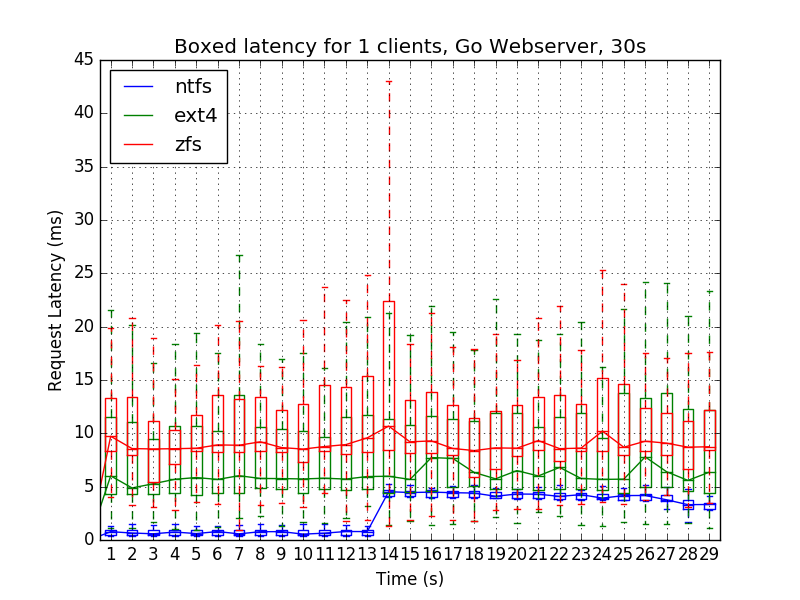 Boxed latency for 1 clients, Go Webserver, 30s
45
40
35
30
25
20
15
10
5
0
Request Latency (ms)
ntfs
ext4
zfs
1 2 3 4 5 6 7 8 9 10 11 12 13 14 15 16 17 18 19 20 21 22 23 24 25 26 27 28 29
Time (s)